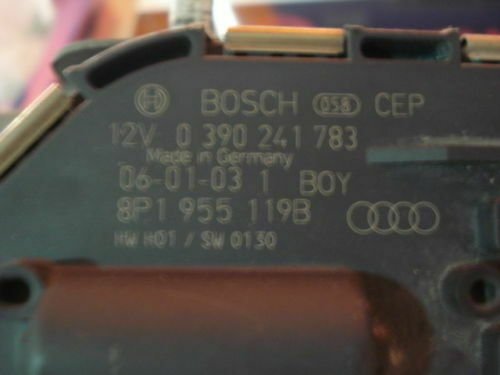 BOSCH 058 CEP
12V 0 390 241 783
Made in Germany
06-01-03 1 BOY
8P1 955 119B
HW H01 / SW 0130